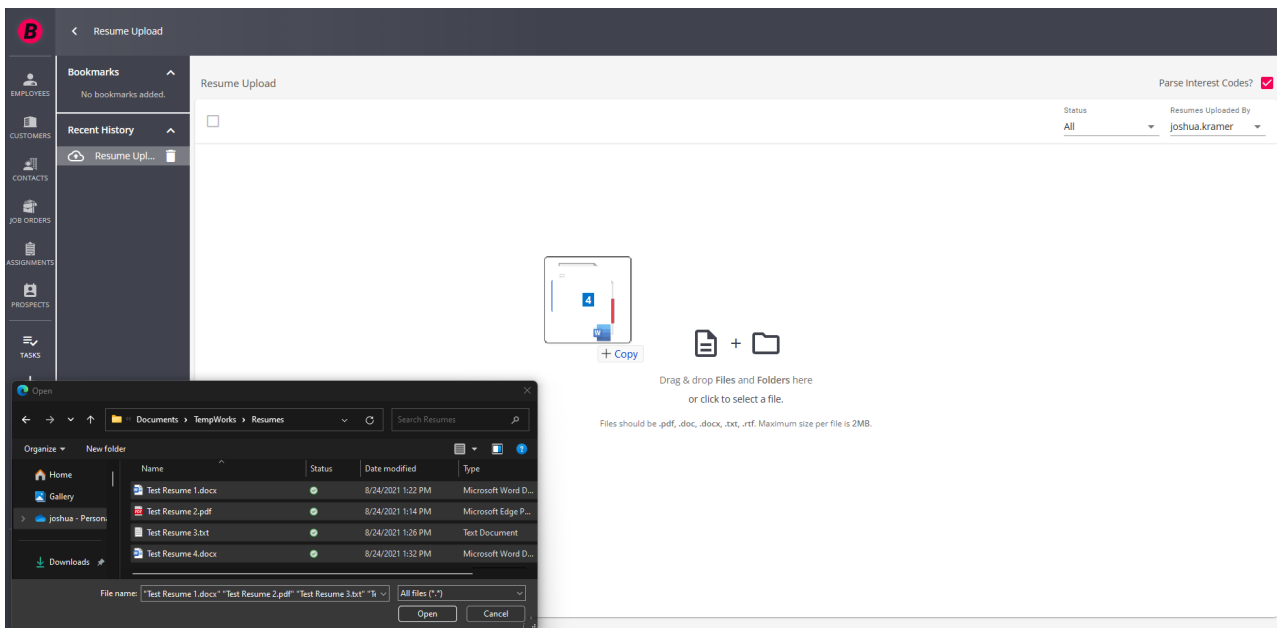 B
Resume Upload
EMPLOYEES
CUSTOMERS
CONTACTS
JOB ORDERS
ASSIGNMENTS
PROSPECTS
TASKS
Bookmarks
No bookmarks added.
Recent History
Resume Upl...
Resume Upload
Parse Interest Codes?
Status
All
Resumes Uploaded By
joshua.kramer
4
W
+ Copy
+
Drag & drop Files and Folders here
or click to select a file.
Files should be .pdf, .doc, .docx, .txt, .rtf. Maximum size per file is 2MB.
Open
Documents › TempWorks › Resumes
Search Resumes
Organize
New folder
Home
Gallery
joshua - Person
Downloads
Name Status Date modified Type
Test Resume 1.docx 8/24/2021 1:22 PM Microsoft Word D...
Test Resume 2.pdf 8/24/2021 1:14 PM Microsoft Edge P...
Test Resume 3.txt 8/24/2021 1:26 PM Text Document
Test Resume 4.docx 8/24/2021 1:32 PM Microsoft Word D...
File name: "Test Resume 1.docx" "Test Resume 2.pdf" "Test Resume 3.txt"
All files (*.*)
Open
Cancel